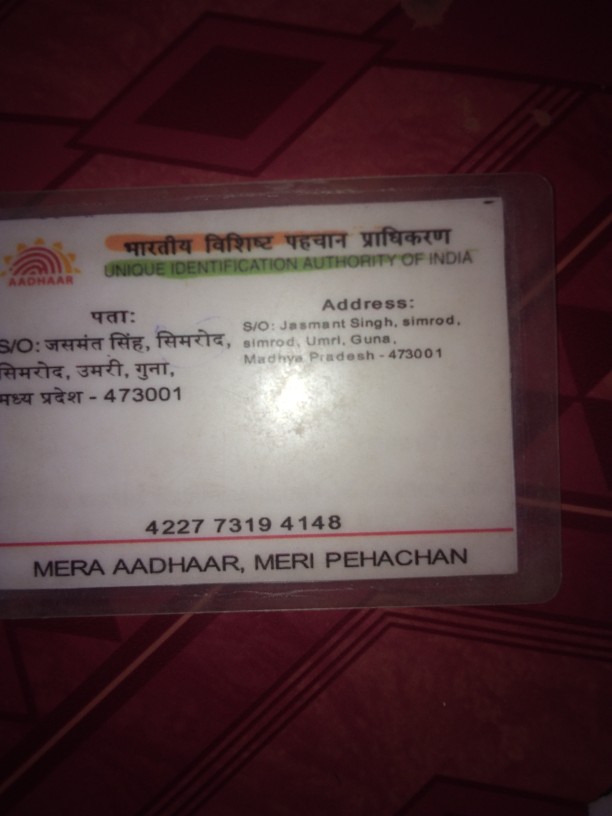 भारतीय विशिष्ट पहचान प्राधिकरण
UNIQUE IDENTIFICATION AUTHORITY OF INDIA
AADHAAR
पता:
S/O: जसमंत सिंह, सिमरोद,
सिमरोद, उमरी, गुना,
मध्य प्रदेश - 473001
Address:
S/O: Jasmant Singh, simrod,
simrod, Umri, Guna,
Madhya Pradesh - 473001
4227 7319 4148
MERA AADHAAR, MERI PEHACHAN